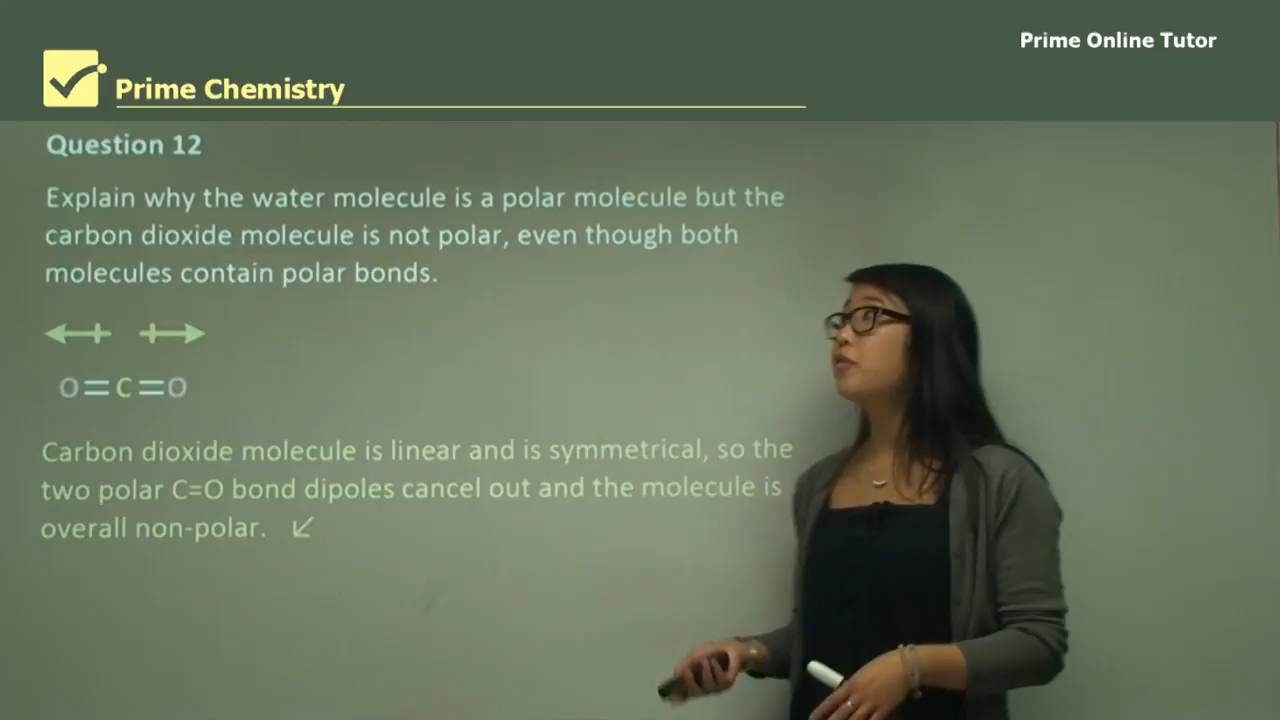 Prime Online Tutor
Prime Chemistry
Question 12
Explain why the water molecule is a polar molecule but the
carbon dioxide molecule is not polar, even though both
molecules contain polar bonds.
O=C=O
Carbon dioxide molecule is linear and is symmetrical, so the
two polar C=O bond dipoles cancel out and the molecule is
overall non-polar.